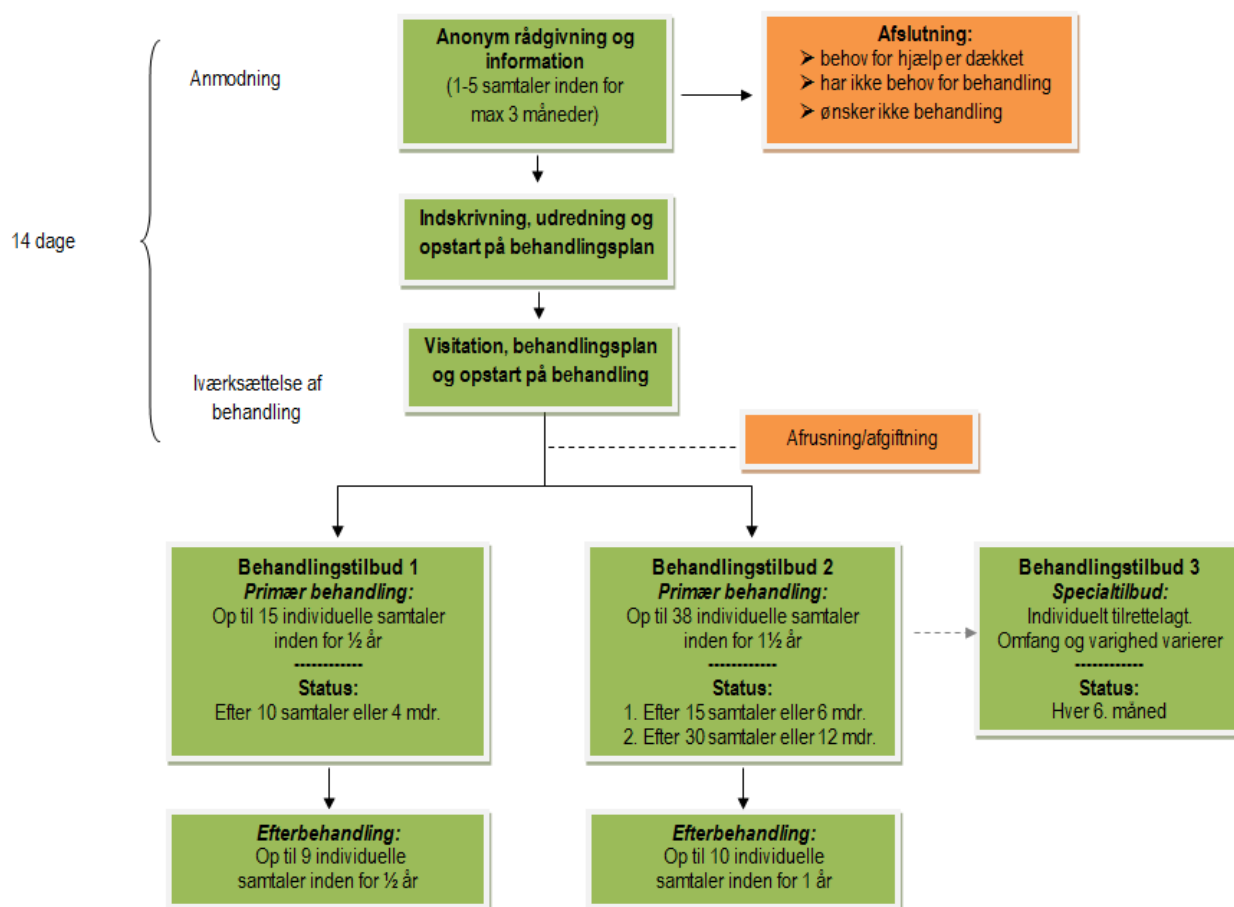 Anmodning
Anonym rådgivning og
information
(1-5 samtaler inden for
max 3 måneder)
Afslutning:
➢ behov for hjælp er dækket
➢ har ikke behov for behandling
➢ ønsker ikke behandling
14 dage
Indskrivning, udredning og
opstart på behandlingsplan
Visitation, behandlingsplan
og opstart på behandling
Iværksættelse af
behandling
Afrusning/afgiftning
Behandlingstilbud 1
Primær behandling:
Op til 15 individuelle samtaler
inden for ½ år
------------
Status:
Efter 10 samtaler eller 4 mdr.
Behandlingstilbud 2
Primær behandling:
Op til 38 individuelle samtaler
inden for 1½ år
------------
Status:
1. Efter 15 samtaler eller 6 mdr.
2. Efter 30 samtaler eller 12 mdr.
Behandlingstilbud 3
Specialtilbud:
Individuelt tilrettelagt.
Omfang og varighed varierer
------------
Status:
Hver 6. måned
Efterbehandling:
Op til 9 individuelle
samtaler inden for ½ år
Efterbehandling:
Op til 10 individuelle
samtaler inden for 1 år